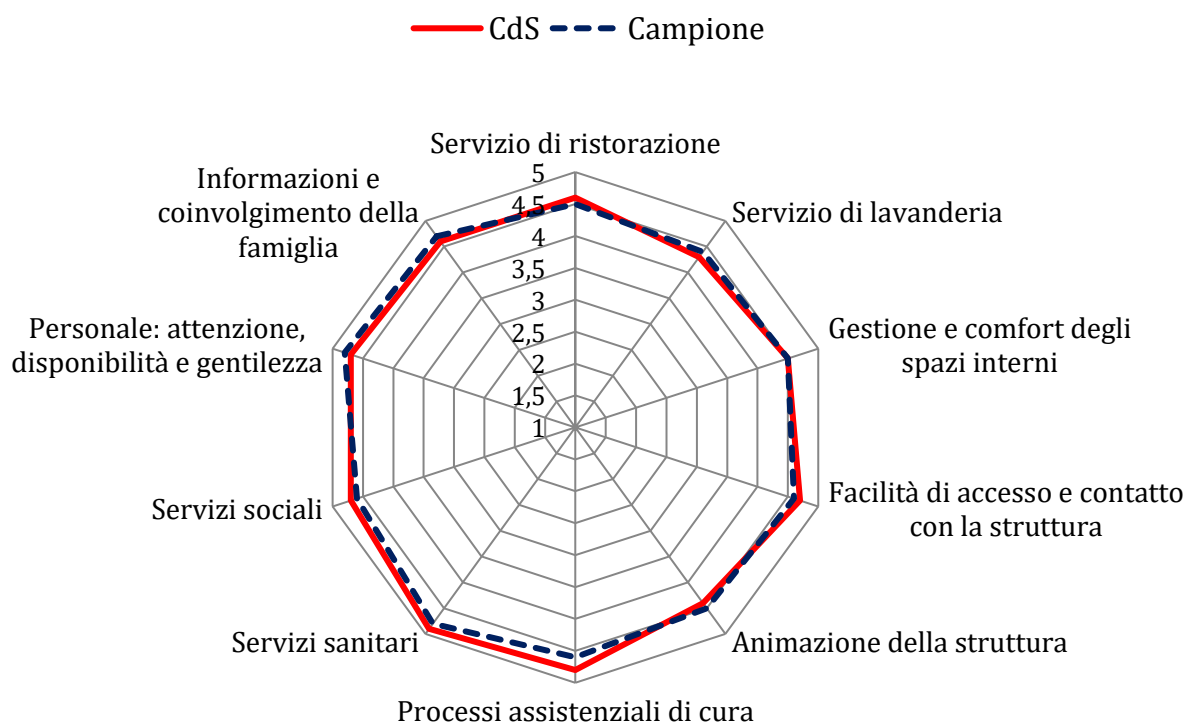 CdS Campione
Servizio di ristorazione
Informazioni e
coinvolgimento della
famiglia
Servizio di lavanderia
Personale: attenzione,
disponibilità e gentilezza
Gestione e comfort degli
spazi interni
Servizi sociali
Facilità di accesso e contatto
con la struttura
Servizi sanitari
Animazione della struttura
Processi assistenziali di cura
5
4,5
4
3,5
3
2,5
2
1,5
1